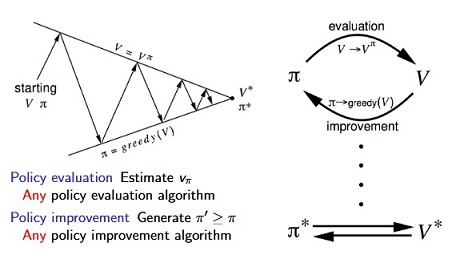 V = V^π
starting
V π
V*
π*
π = greedy(V)
Policy evaluation Estimate v_π
Any policy evaluation algorithm
Policy improvement Generate π′ ≥ π
Any policy improvement algorithm
evaluation
V → V^π
π V
π→greedy(V)
improvement
π* V*